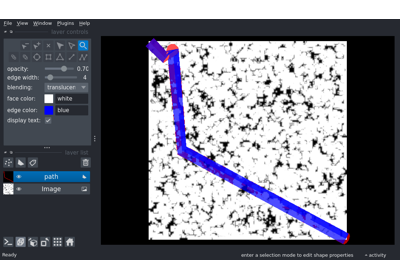 File View Window Plugins Help
layer controls
opacity: 0.70
edge width: 4
blending: translucen
face color: white
edge color: blue
display text:
layer list
path
Image
Ready enter a selection mode to edit shape properties activity